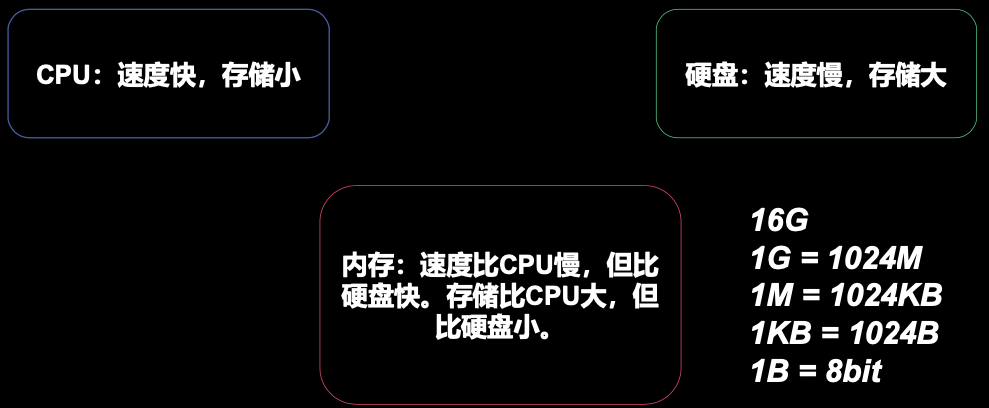 CPU：速度快，存储小
硬盘：速度慢，存储大
内存：速度比CPU慢，但比
硬盘快。存储比CPU大，但
比硬盘小。
16G
1G = 1024M
1M = 1024KB
1KB = 1024B
1B = 8bit